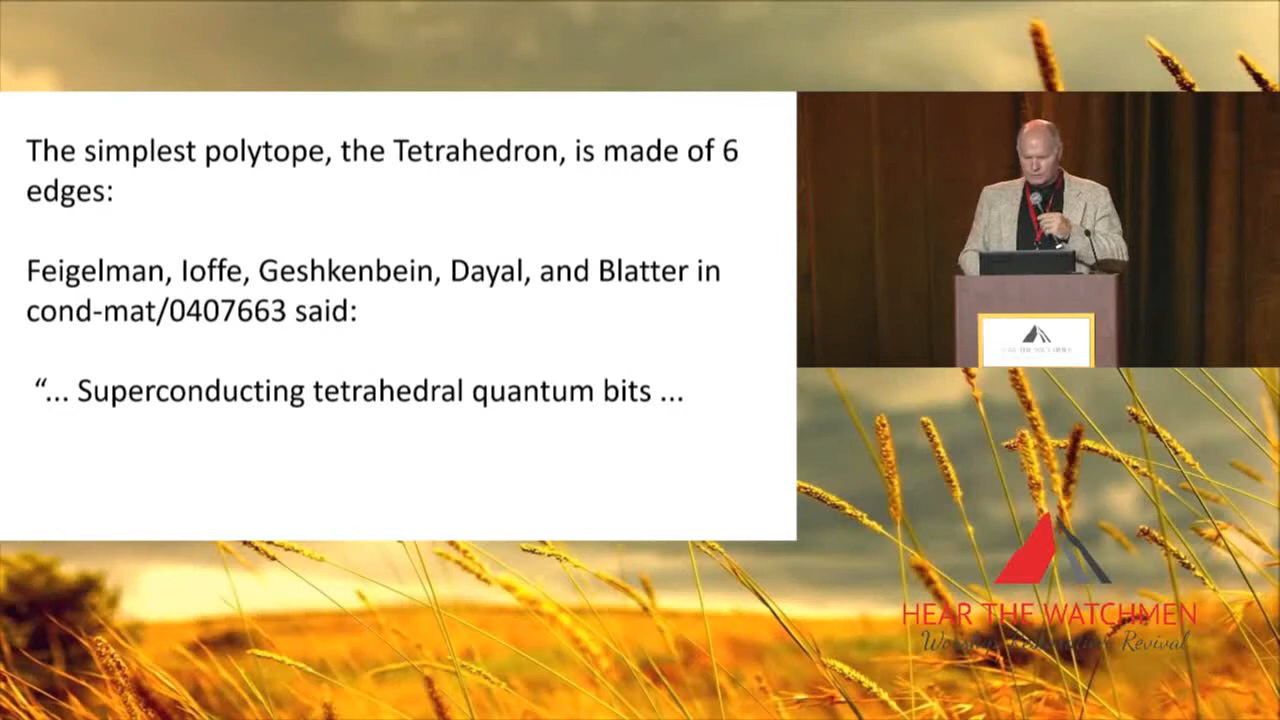 The simplest polytope, the Tetrahedron, is made of 6
edges:
Feigelman, Ioffe, Geshkenbein, Dayal, and Blatter in
cond-mat/0407663 said:
“... Superconducting tetrahedral quantum bits ...
HEAR THE WATCHMEN
Revival